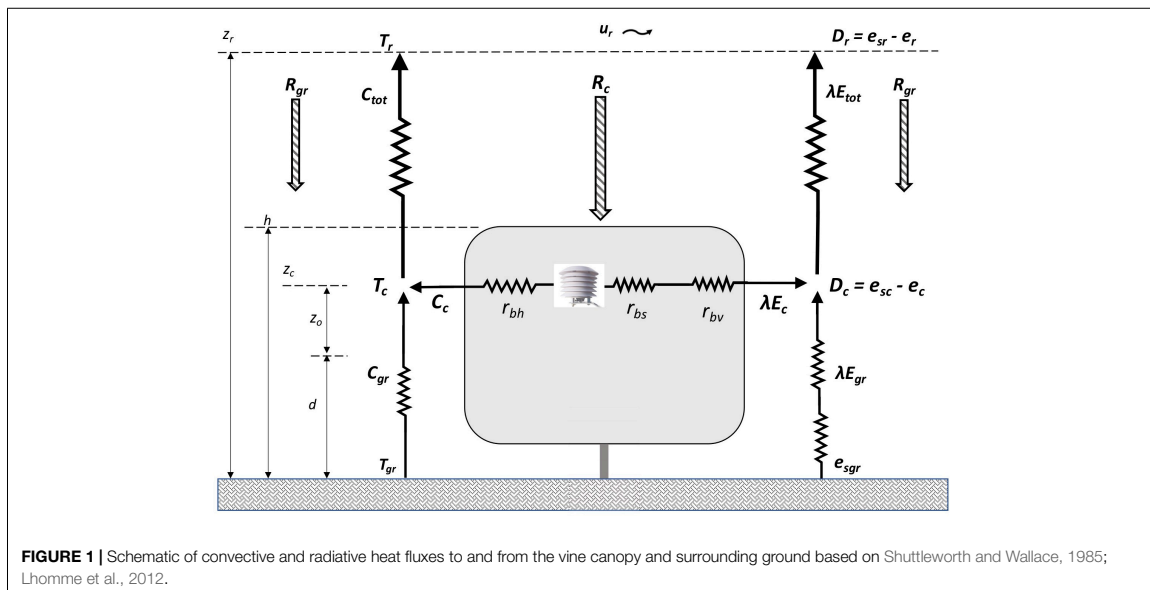 z_r
T_r
u_r
D_r = e_sr - e_r
R_gr
C_tot
R_c
λE_tot
R_gr
h
z_c
T_c
C_c
r_bh
r_bs
r_bv
λE_c
D_c = e_sc - e_c
z_o
C_gr
λE_gr
d
T_gr
e_sgr
FIGURE 1 | Schematic of convective and radiative heat fluxes to and from the vine canopy and surrounding ground based on Shuttleworth and Wallace, 1985;
Lhomme et al., 2012.